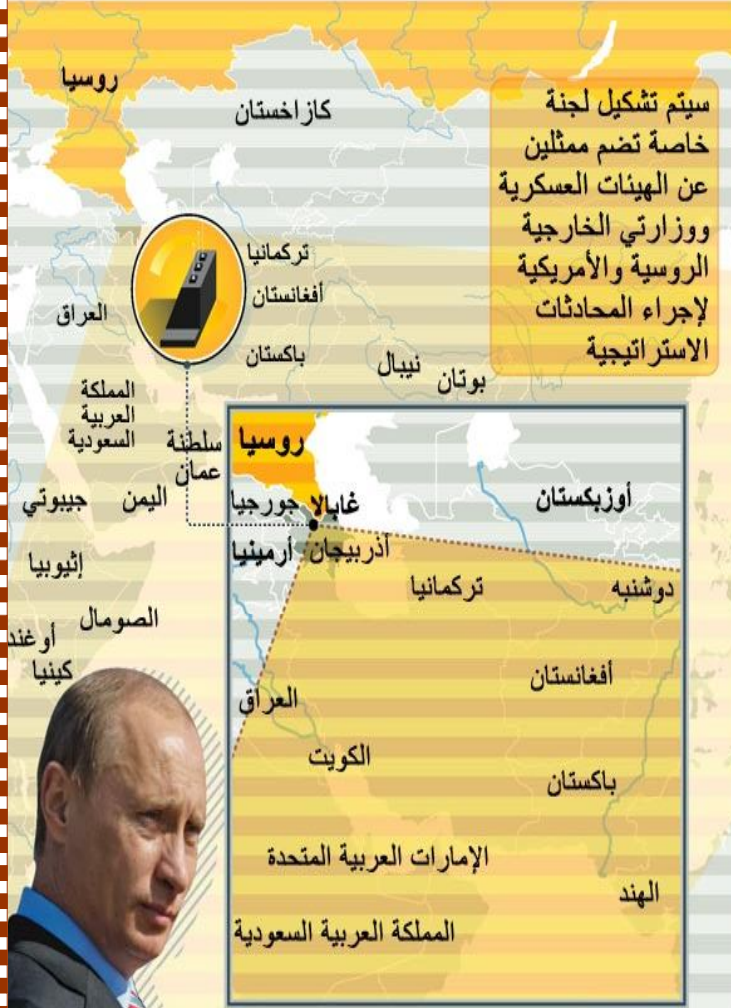 روسيا
كازاخستان
سيتم تشكيل لجنة
خاصة تضم ممثلين
عن الهيئات العسكرية
ووزارتي الخارجية
الروسية والأمريكية
لإجراء المحادثات
الاستراتيجية
تركمانيا
أفغانستان
العراق
باكستان
نيبال
بوتان
المملكة
العربية
السعودية
سلطنة
عمان
اليمن
جيبوتي
إثيوبيا
الصومال
أوغند
كينيا
روسيا
أوزبكستان
غابالا
جورجيا
أذربيجان
أرمينيا
تركمانيا
دوشنبه
أفغانستان
العراق
الكويت
باكستان
الإمارات العربية المتحدة
الهند
المملكة العربية السعودية